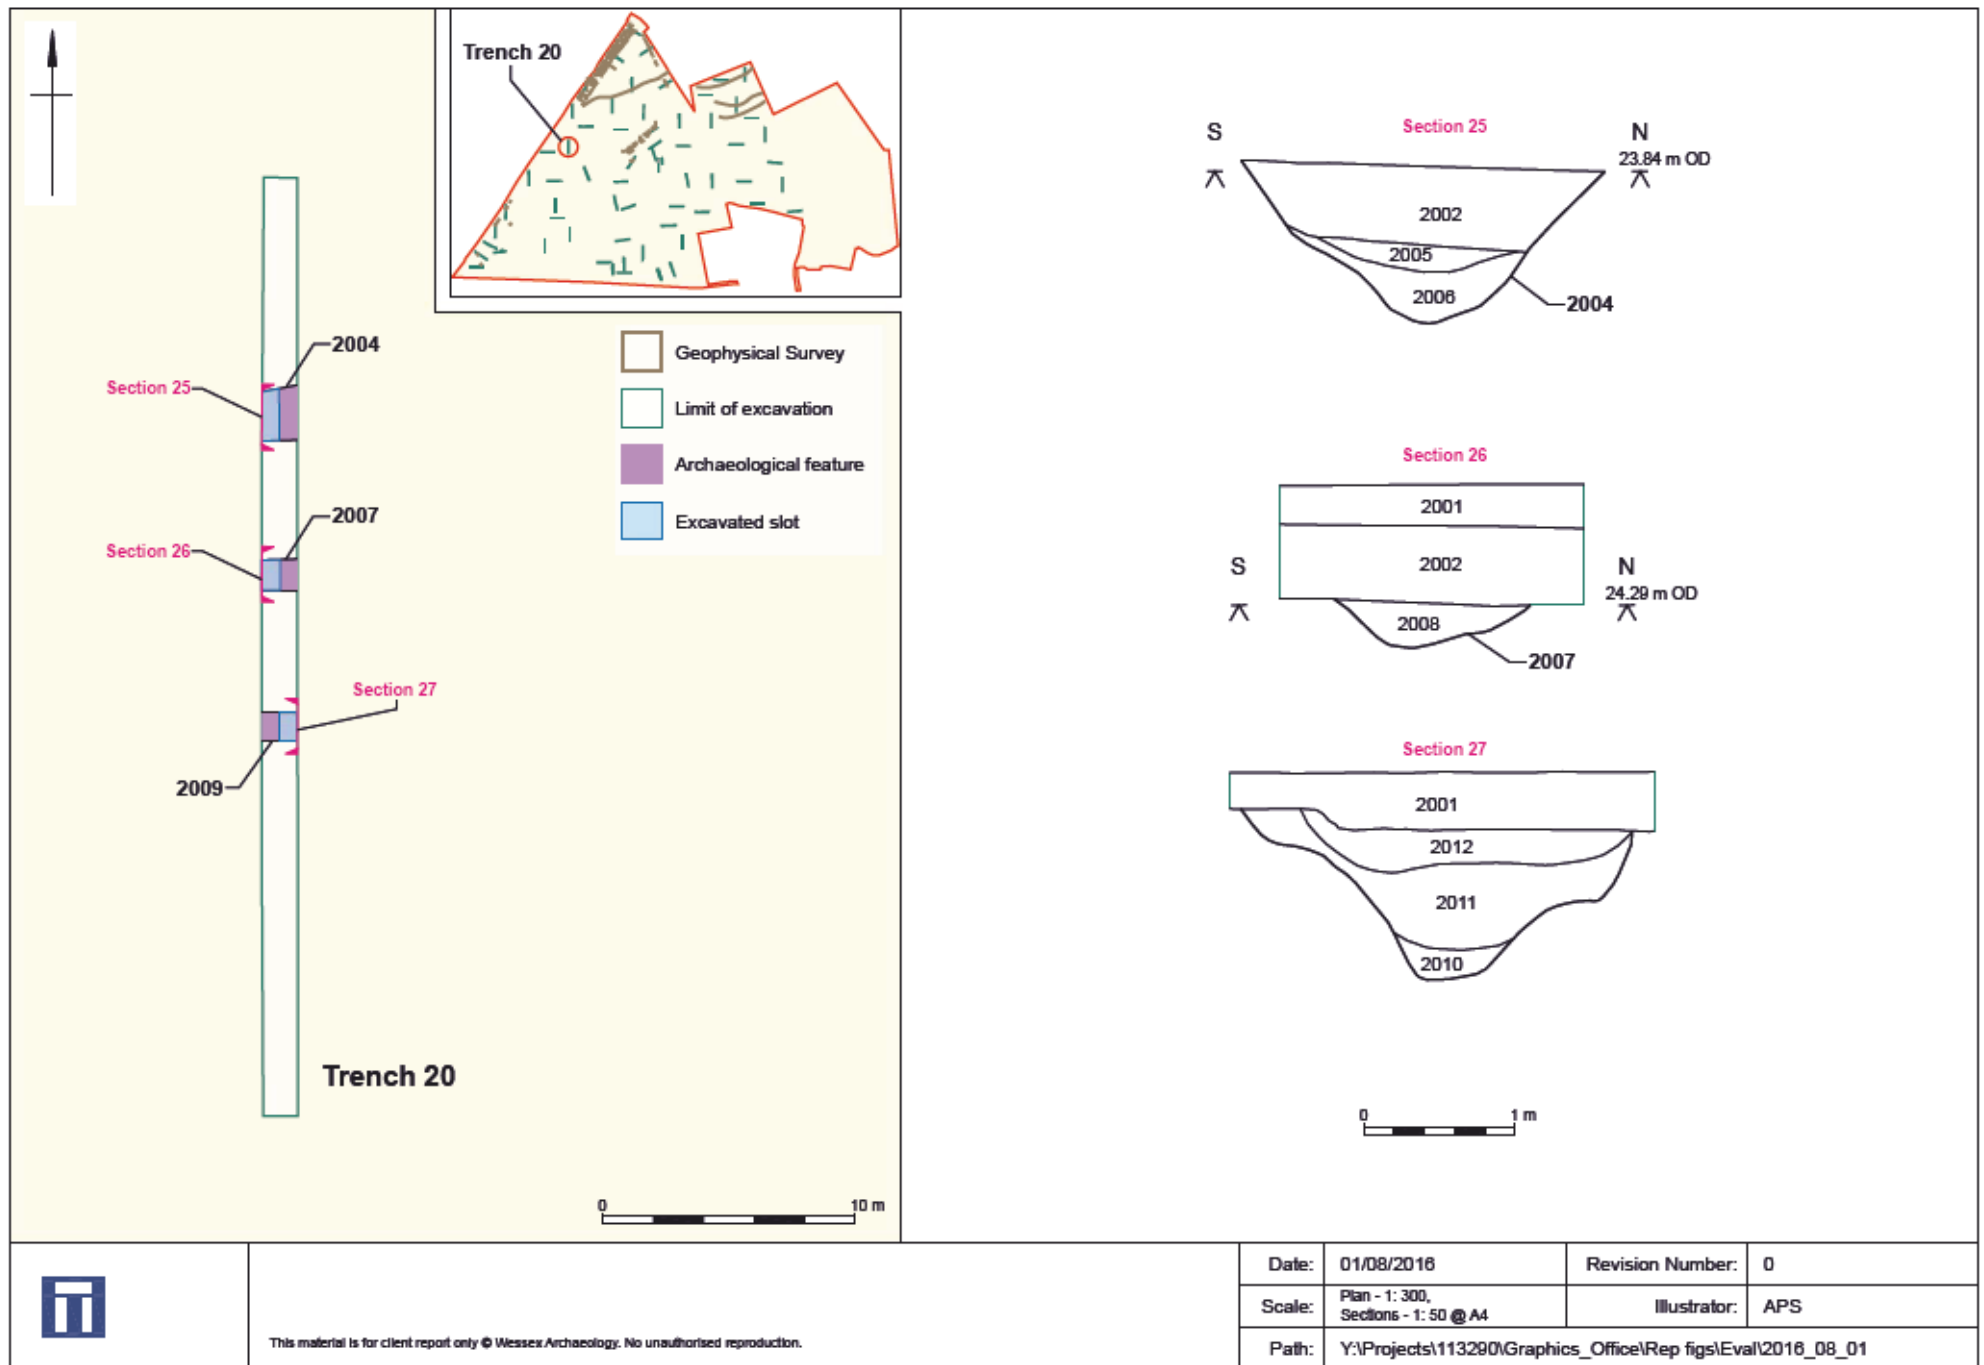 Trench 20
Section 25
2004
2007
Section 26
Section 27
2009
Trench 20
Geophysical Survey
Limit of excavation
Archaeological feature
Excavated slot
0 10 m
Section 25
S N
23.84 m OD
2002
2005
2006
2004
Section 26
2001
2002
S N
24.29 m OD
2008
2007
Section 27
2001
2012
2011
2010
0 1 m
This material is for client report only © Wessex Archaeology. No unauthorised reproduction.
Date: 01/08/2016 Revision Number: 0
Scale: Plan - 1: 300,
Sections - 1: 50 @ A4 Illustrator: APS
Path: Y:\Projects\113290\Graphics_Office\Rep figs\Eval\2016_08_01